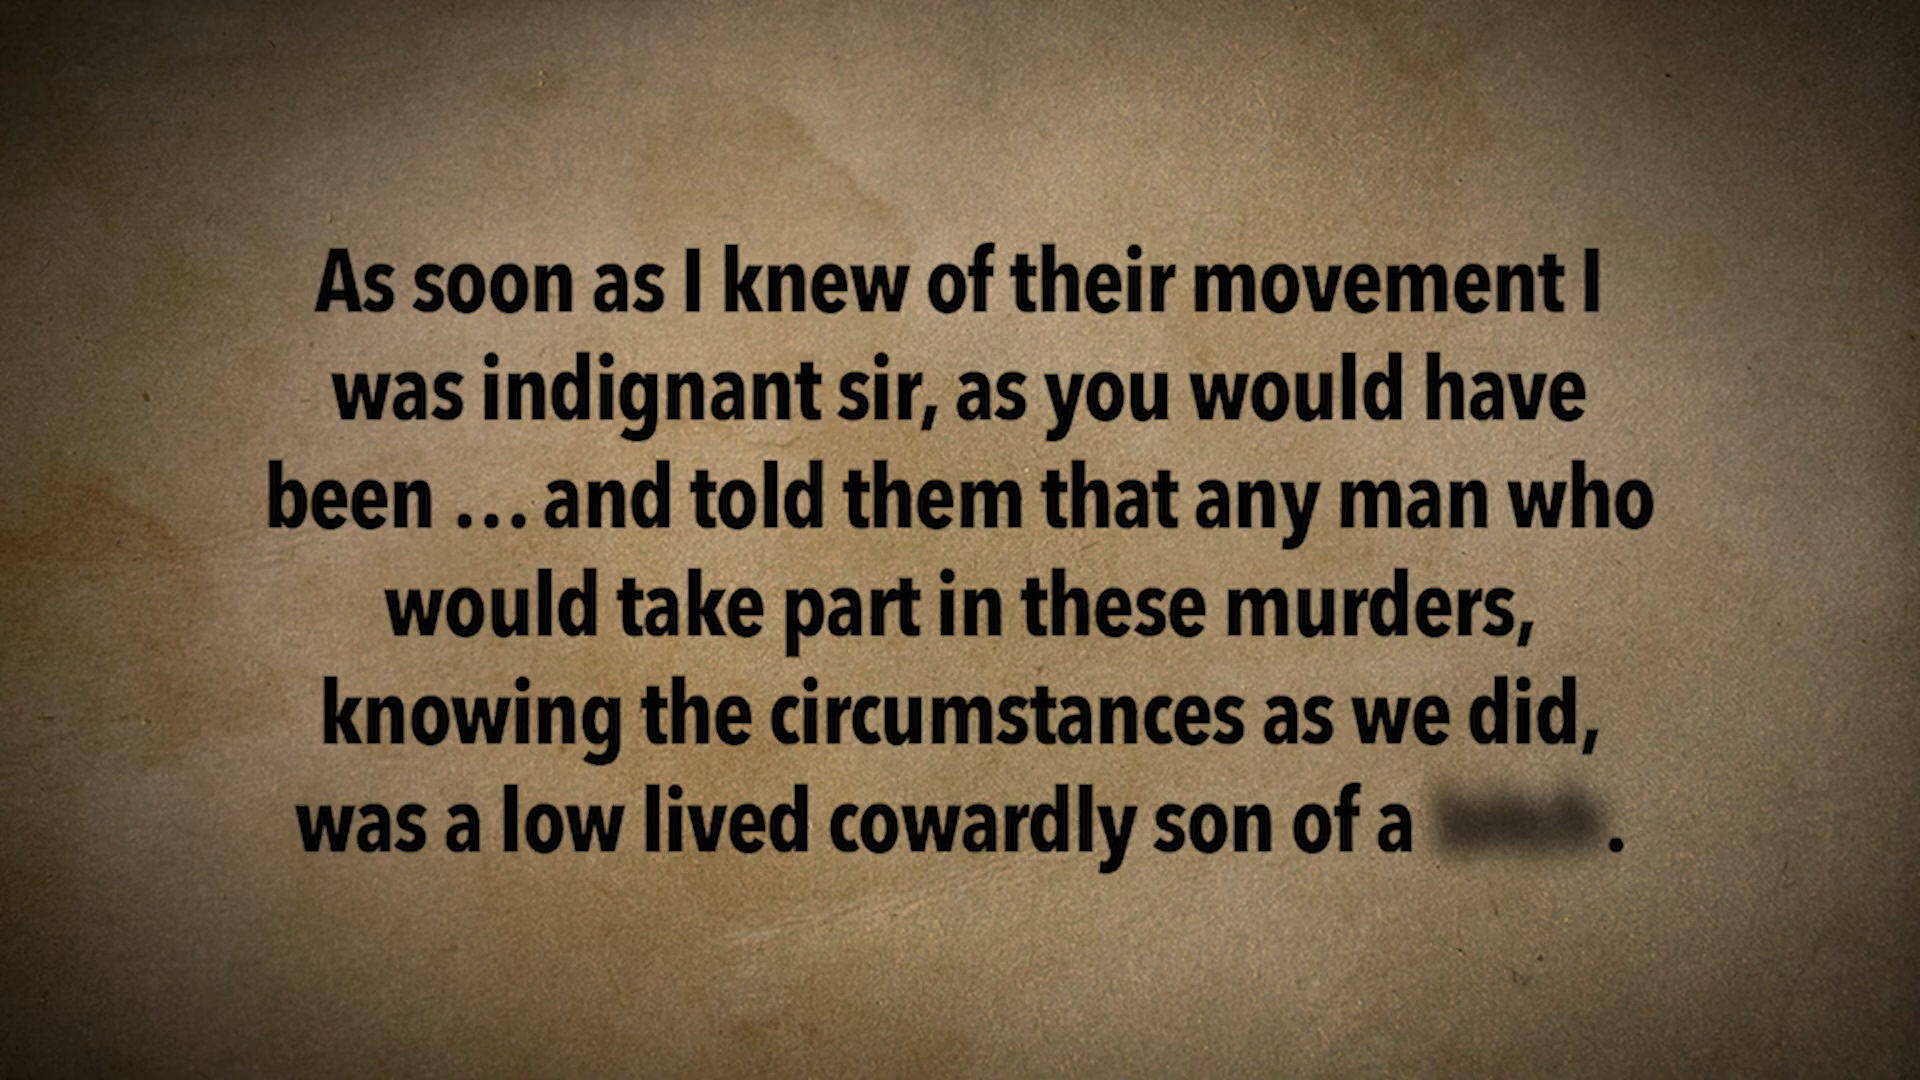 As soon as I knew of their movement I
was indignant sir, as you would have
been ... and told them that any man who
would take part in these murders,
knowing the circumstances as we did,
was a low lived cowardly son of a .